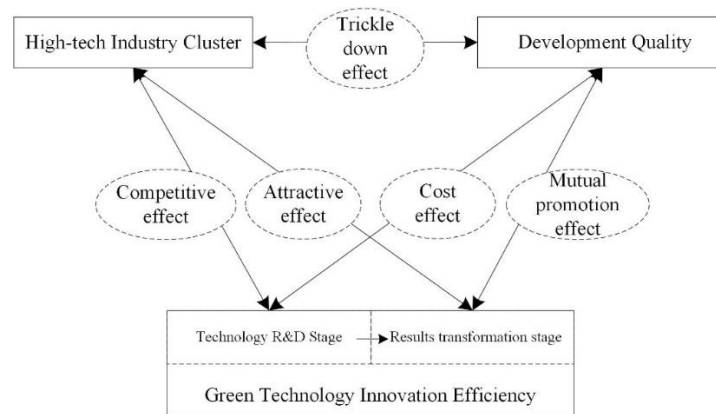 Trickle
down
effect
High-tech Industry Cluster
Development Quality
Competitive
effect
Attractive
effect
Cost
effect
Mutual
promotion
effect
Technology R&D Stage
Results transformation stage
Green Technology Innovation Efficiency